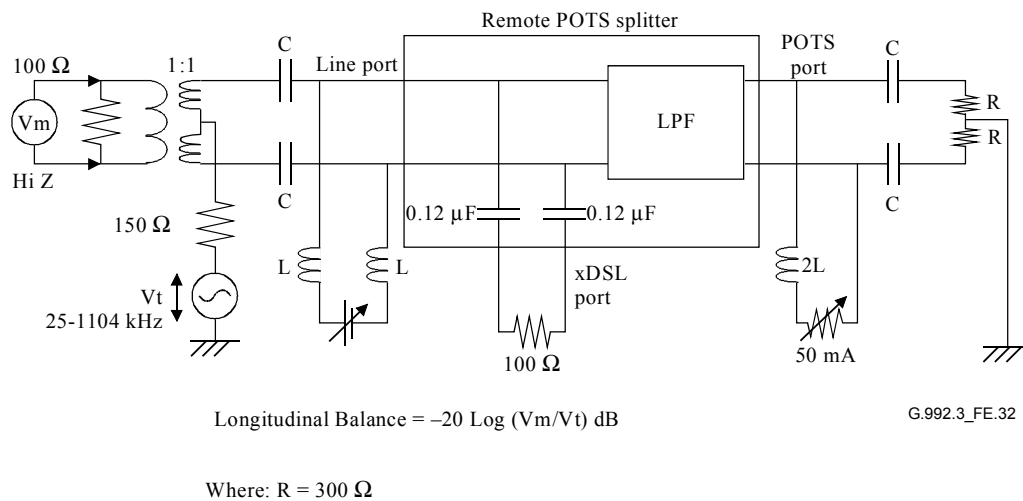 Remote POTS splitter
C
Line port
POTS
port
C
100 Ω
1:1
Vm
Hi Z
LPF
R
R
C
C
0.12 µF
0.12 µF
150 Ω
L
L
xDSL
port
2L
Vt
25-1104 kHz
100 Ω
50 mA
Longitudinal Balance = –20 Log (Vm/Vt) dB
G.992.3_FE.32
Where: R = 300 Ω